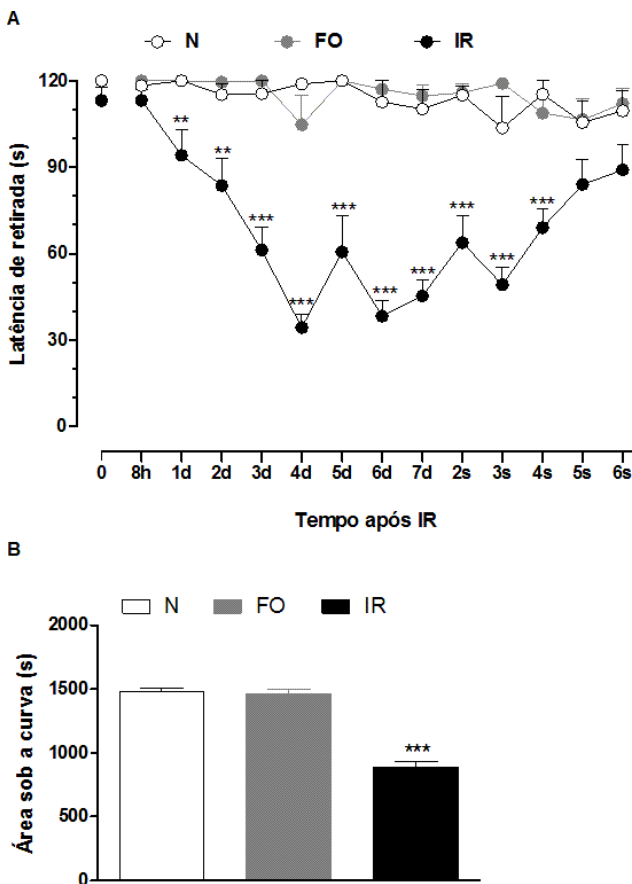 A
N FO IR
Latência de retirada (s)
120
90
60
30
0
** ** *** *** *** *** *** *** *** ***
0 8h 1d 2d 3d 4d 5d 6d 7d 2s 3s 4s 5s 6s
Tempo após IR
B
N FO IR
Área sob a curva (s)
2000
1500
1000
500
0
***